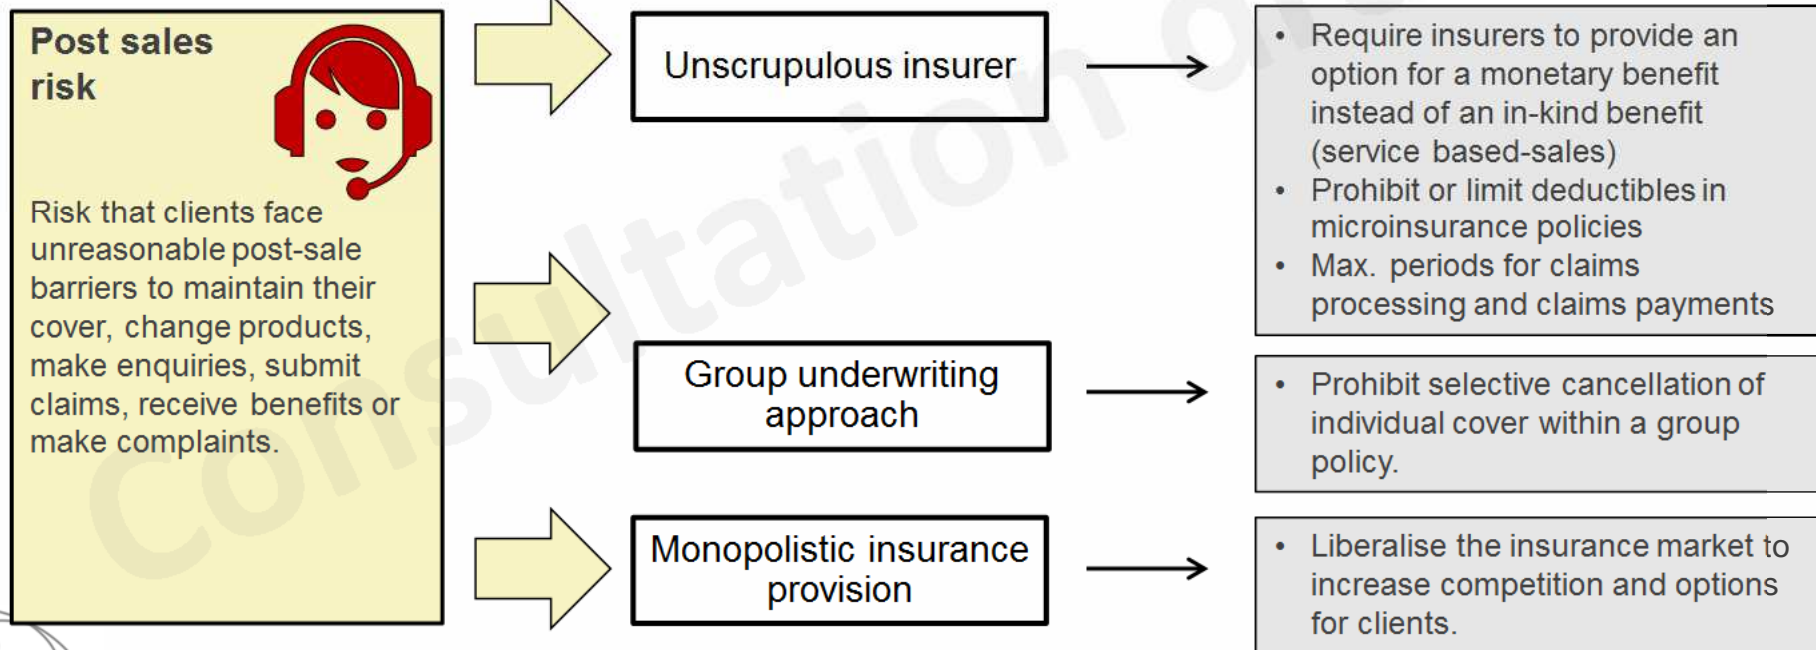 Post sales
risk
Risk that clients face
unreasonable post-sale
barriers to maintain their
cover, change products,
make enquiries, submit
claims, receive benefits or
make complaints.
Unscrupulous insurer
• Require insurers to provide an
option for a monetary benefit
instead of an in-kind benefit
(service based-sales)
• Prohibit or limit deductibles in
microinsurance policies
• Max. periods for claims
processing and claims payments
Group underwriting
approach
• Prohibit selective cancellation of
individual cover within a group
policy.
Monopolistic insurance
provision
• Liberalise the insurance market to
increase competition and options
for clients.
Consultation